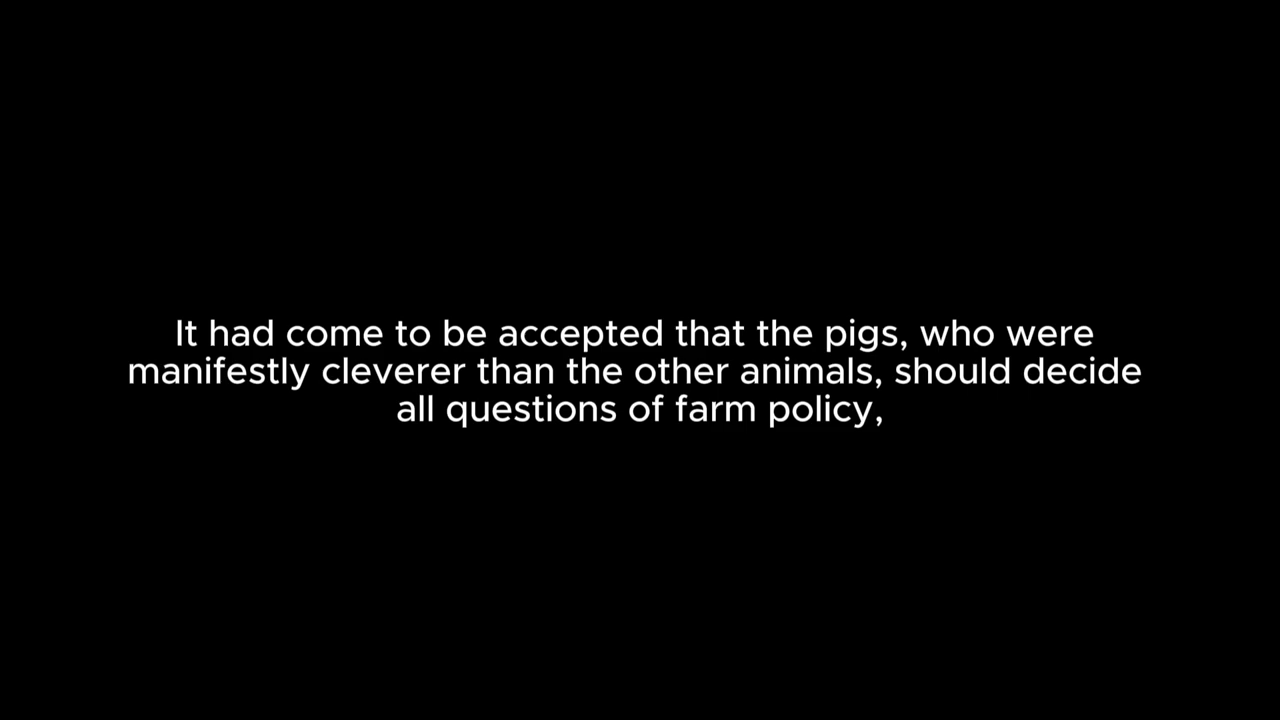 It had come to be accepted that the pigs, who were
manifestly cleverer than the other animals, should decide
all questions of farm policy,